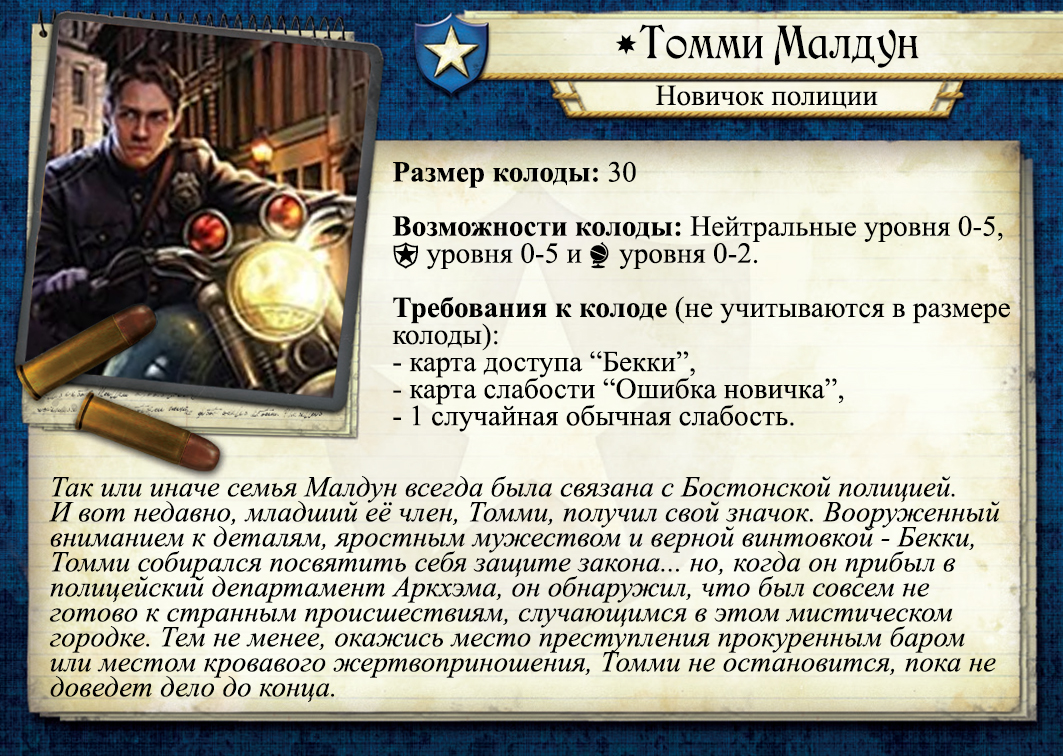 Томми Малдун
Новичок полиции
Размер колоды: 30
Возможности колоды: Нейтральные уровня 0-5,
уровня 0-5 и уровня 0-2.
Требования к колоде (не учитываются в размере
колоды):
- карта доступа “Бекки”,
- карта слабости “Ошибка новичка”,
- 1 случайная обычная слабость.
Так или иначе семья Малдун всегда была связана с Бостонской полицией.
И вот недавно, младший её член, Томми, получил свой значок. Вооруженный
вниманием к деталям, яростным мужеством и верной винтовкой - Бекки,
Томми собирался посвятить себя защите закона... но, когда он прибыл в
полицейский департамент Аркхэма, он обнаружил, что был совсем не
готово к странным происшествиям, случающимся в этом мистическом
городке. Тем не менее, окажись место преступления прокуренным баром
или местом кровавого жертвоприношения, Томми не остановится, пока не
доведет дело до конца.